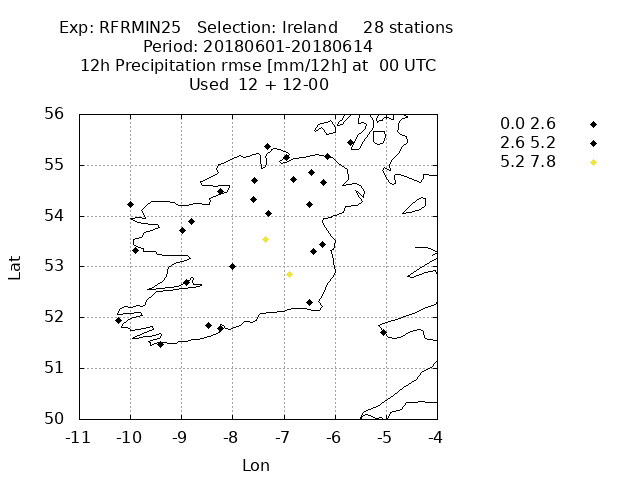 Exp: RFRMIN25 Selection: Ireland 28 stations
Period: 20180601-20180614
12h Precipitation rmse [mm/12h] at 00 UTC
Used 12 + 12-00
0.0 2.6
2.6 5.2
5.2 7.8
56
55
54
53
52
51
50
Lat
-11 -10 -9 -8 -7 -6 -5 -4
Lon